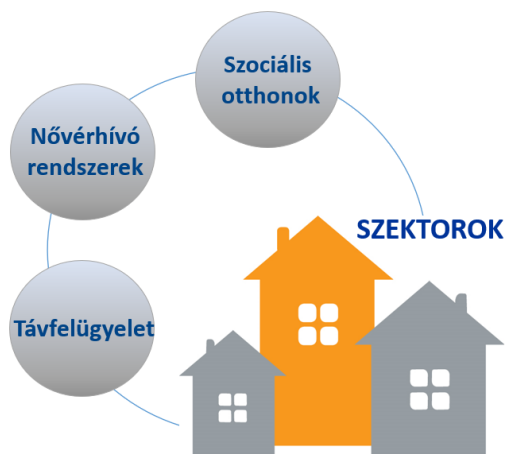 Szociális
otthonok
Nővérhívó
rendszerek
SZEKTOROK
Távfelügyelet